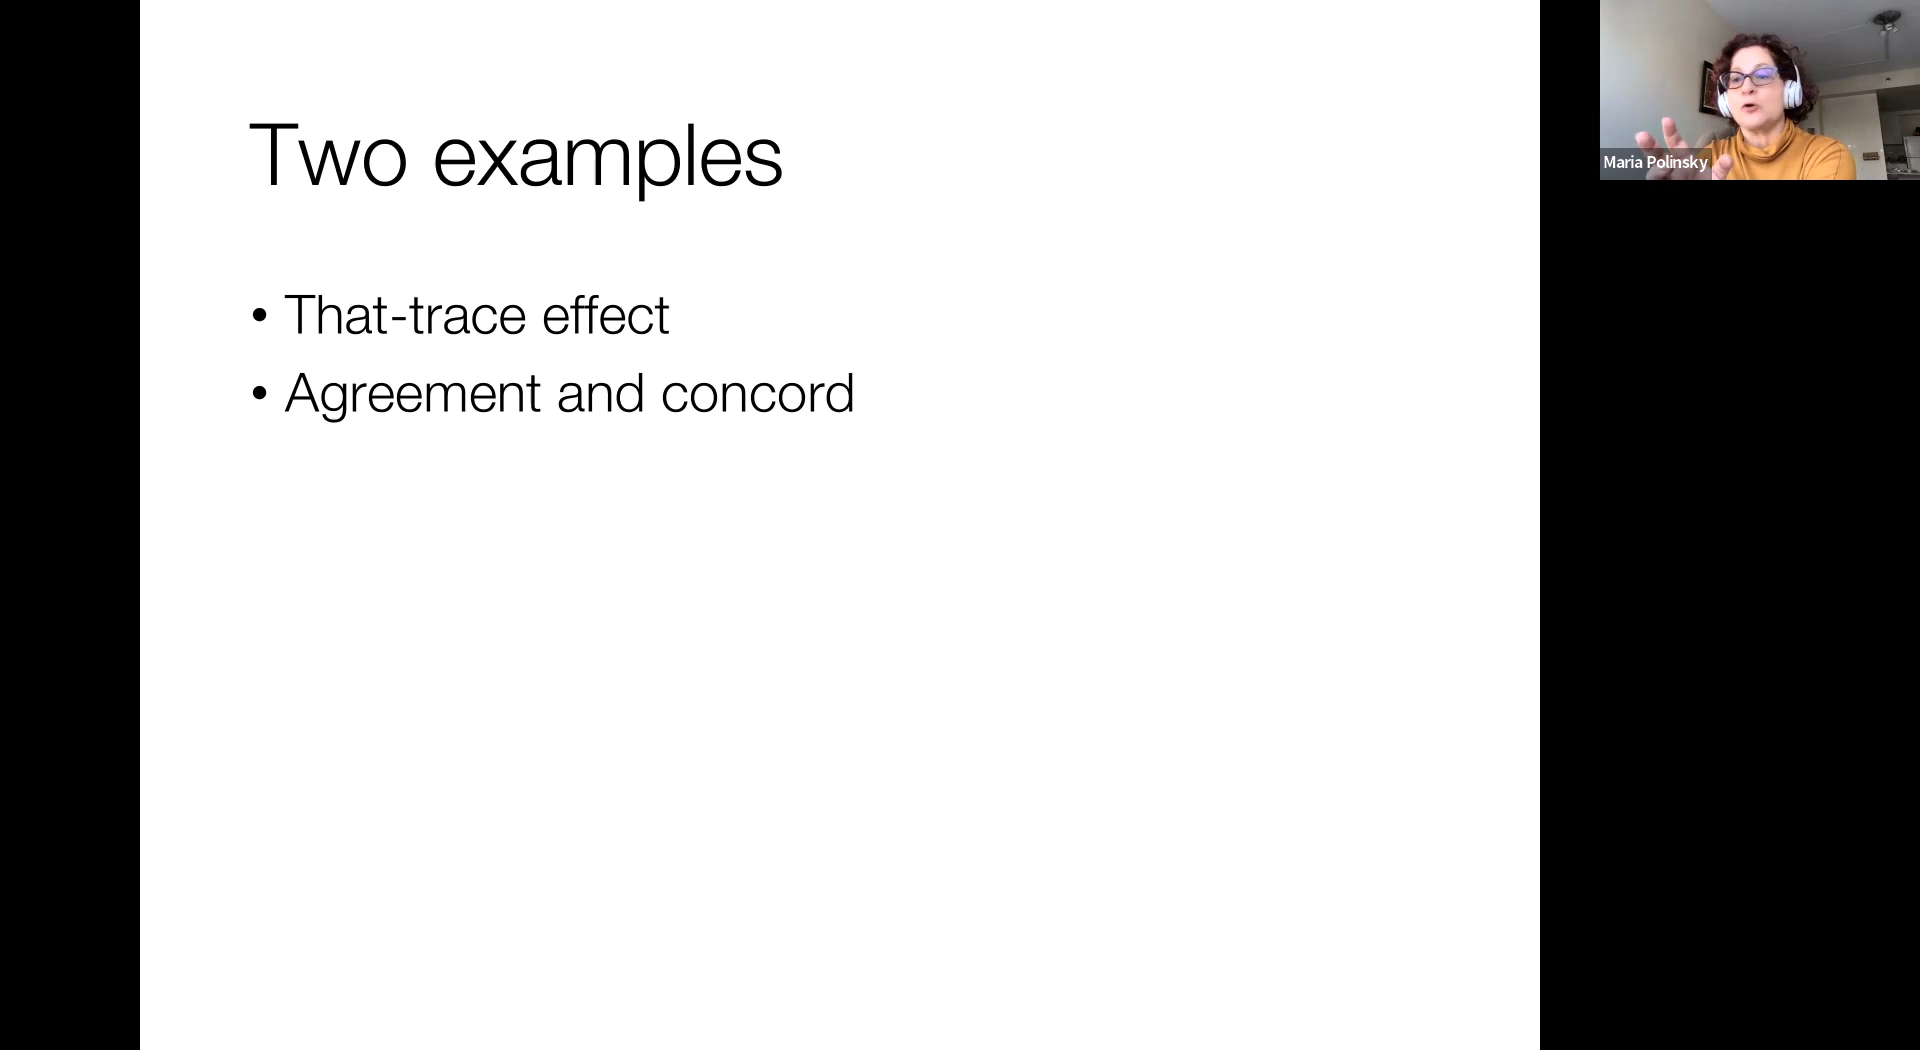 Two examples
• That-trace effect
• Agreement and concord
Maria Polinsky